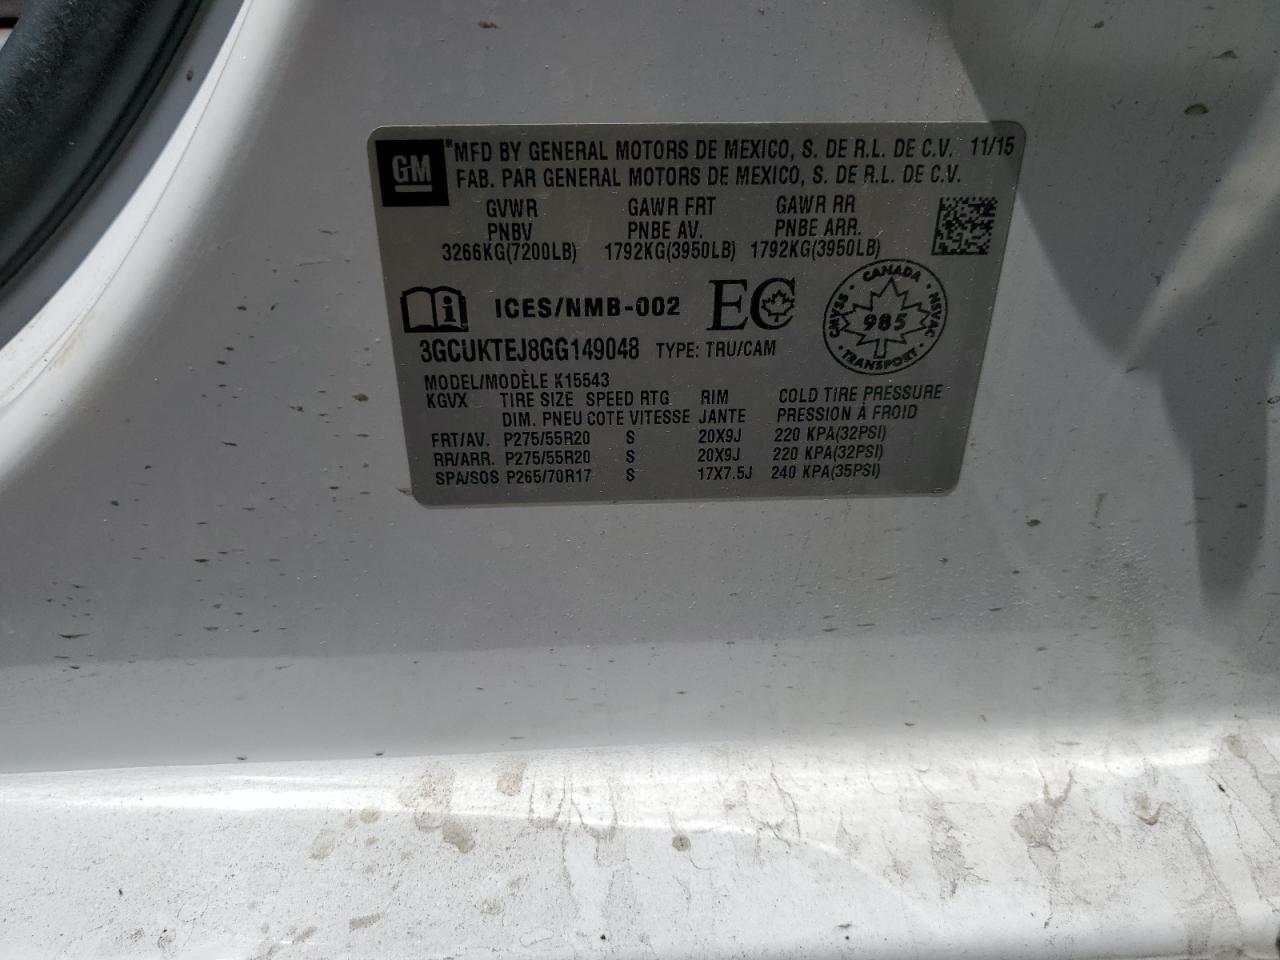 GM
*MFD BY GENERAL MOTORS DE MEXICO, S. DE R.L. DE C.V. 11/15
FAB. PAR GENERAL MOTORS DE MEXICO, S. DE R.L. DE C.V.
GVWR GAWR FRT GAWR RR
PNBV PNBE AV. PNBE ARR.
3266KG(7200LB) 1792KG(3950LB) 1792KG(3950LB)
i ICES/NMB-002 EC
CANADA
CMVSS 985 NSVAC
TRANSPORT
3GCUKTEJ8GG149048 TYPE: TRU/CAM
MODEL/MODÈLE K15543
KGVX TIRE SIZE SPEED RTG RIM COLD TIRE PRESSURE
DIM. PNEU COTE VITESSE JANTE PRESSION À FROID
FRT/AV. P275/55R20 S 20X9J 220 KPA(32PSI)
RR/ARR. P275/55R20 S 20X9J 220 KPA(32PSI)
SPA/SOS P265/70R17 S 17X7.5J 240 KPA(35PSI)